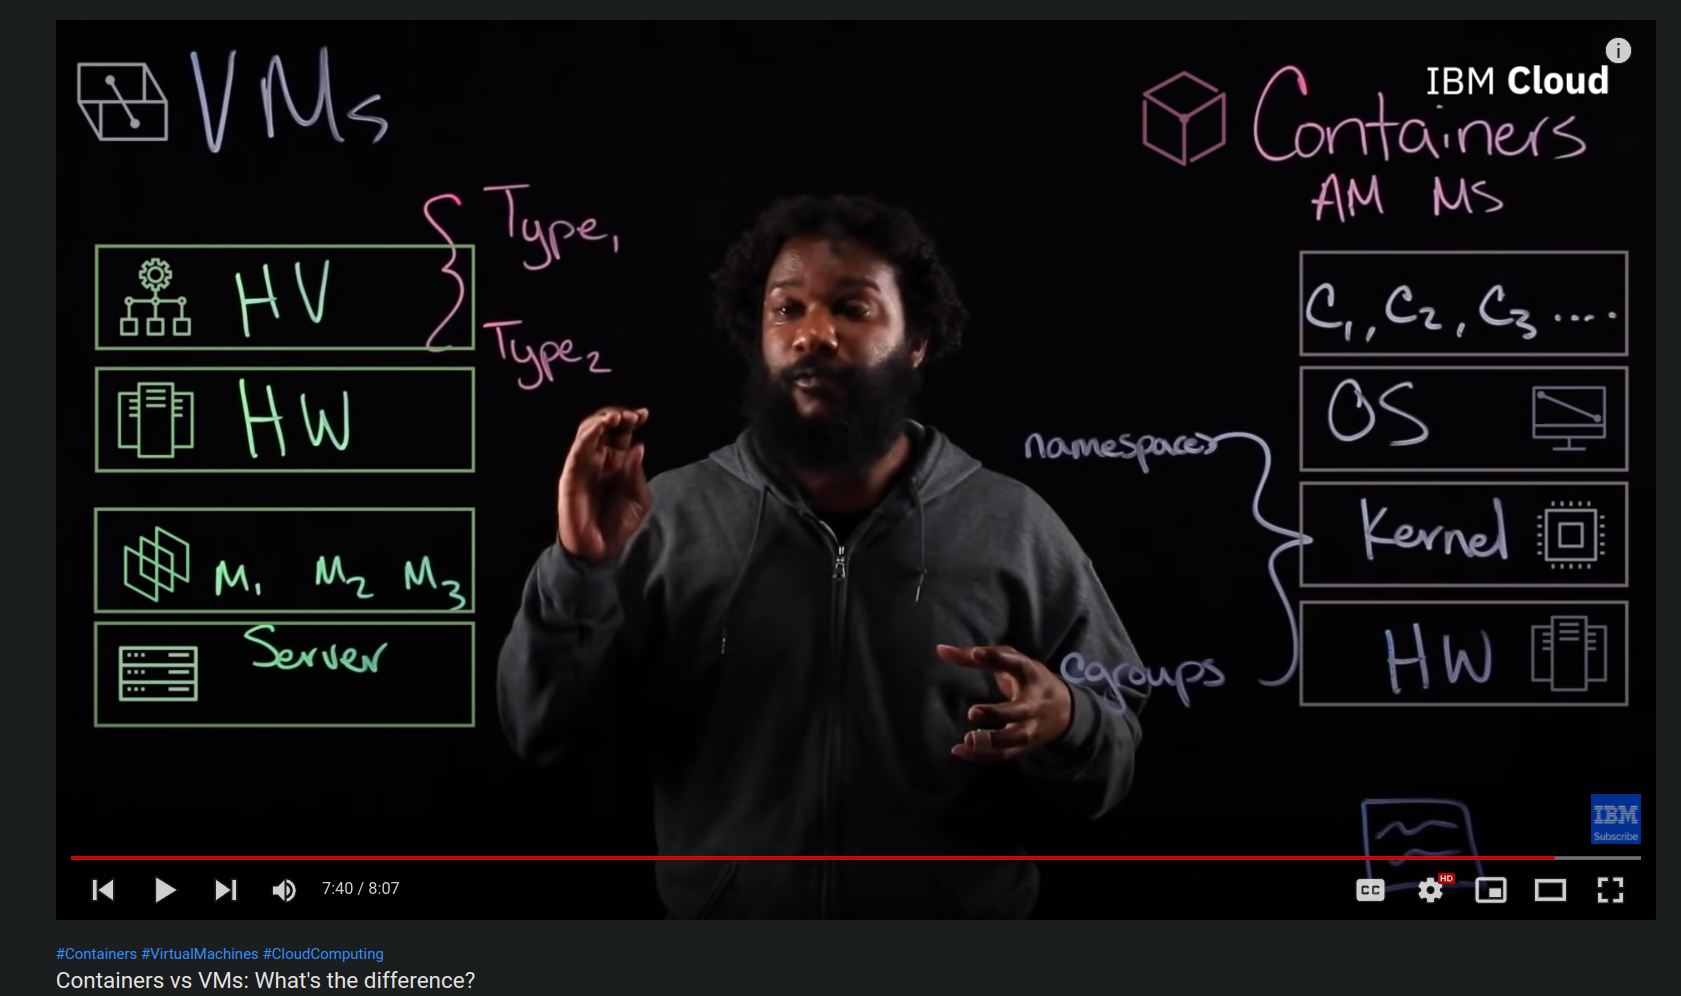 VMs
IBM Cloud
Containers
AM MS
Type1
HV
Type2
HW
M1 M2 M3
Server
C1, C2, C3 ....
OS
namespaces
Kernel
cgroups
HW
IBM
Subscribe
7:40 / 8:07
CC
HD
#Containers #VirtualMachines #CloudComputing
Containers vs VMs: What's the difference?